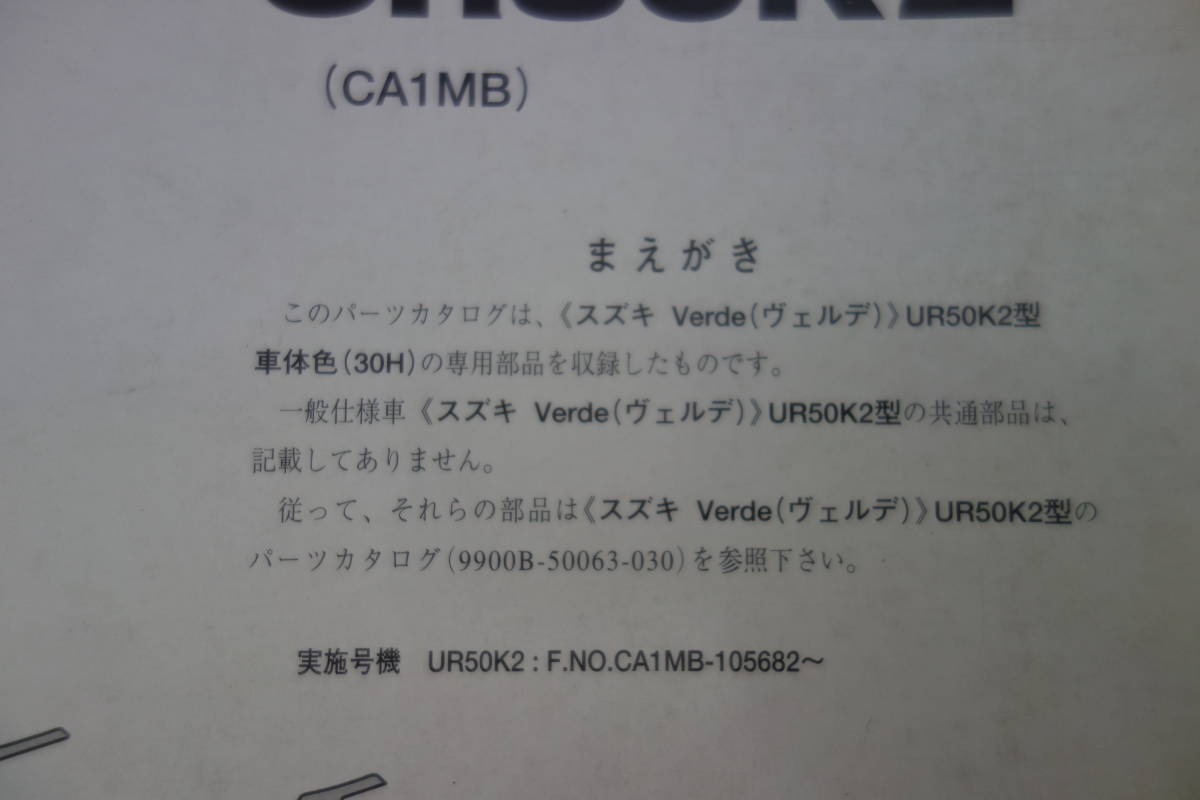 UR50K2
(CA1MB)
まえがき
このパーツカタログは、《スズキ Verde(ヴェルデ)》UR50K2型
車体色(30H)の専用部品を収録したものです。
一般仕様車《スズキ Verde(ヴェルデ)》UR50K2型の共通部品は、
記載してありません。
従って、それらの部品は《スズキ Verde(ヴェルデ)》UR50K2型の
パーツカタログ(9900B-50063-030)を参照下さい。
実施号機 UR50K2 : F.NO.CA1MB-105682〜